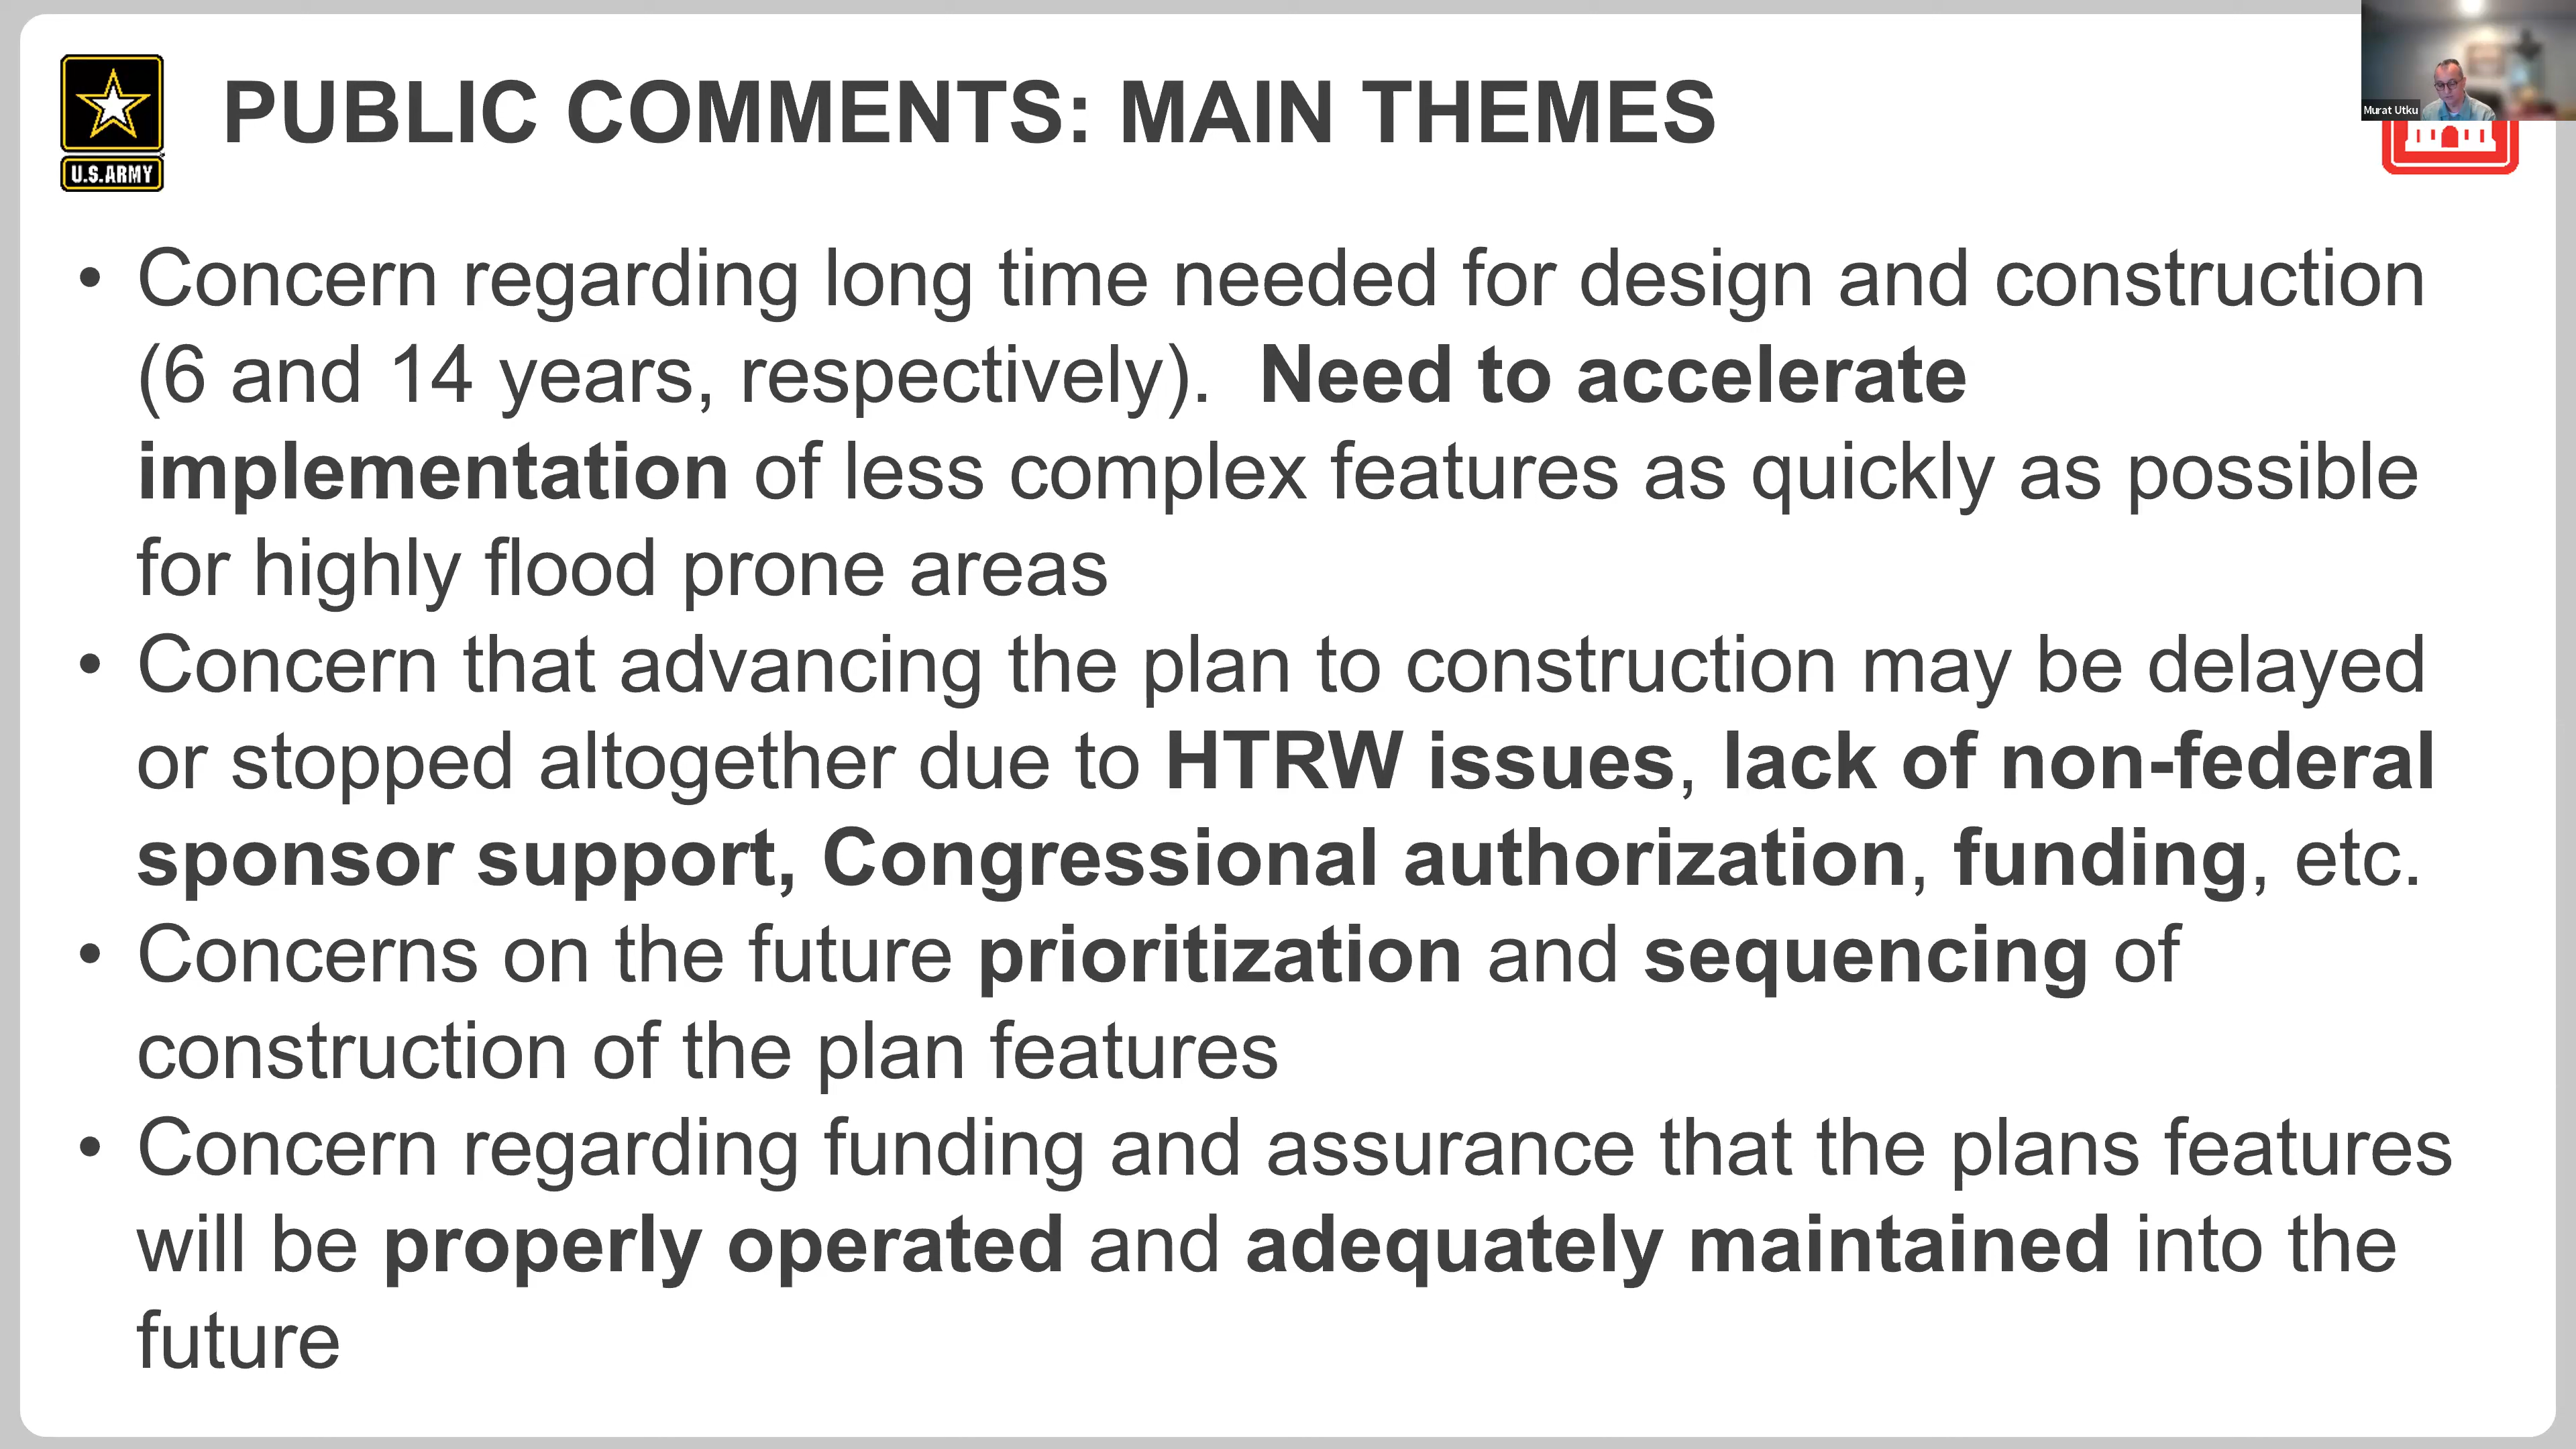 PUBLIC COMMENTS: MAIN THEMES
Murat Utku
U.S.ARMY
• Concern regarding long time needed for design and construction
(6 and 14 years, respectively).  Need to accelerate
implementation of less complex features as quickly as possible
for highly flood prone areas
• Concern that advancing the plan to construction may be delayed
or stopped altogether due to HTRW issues, lack of non-federal
sponsor support, Congressional authorization, funding, etc.
• Concerns on the future prioritization and sequencing of
construction of the plan features
• Concern regarding funding and assurance that the plans features
will be properly operated and adequately maintained into the
future